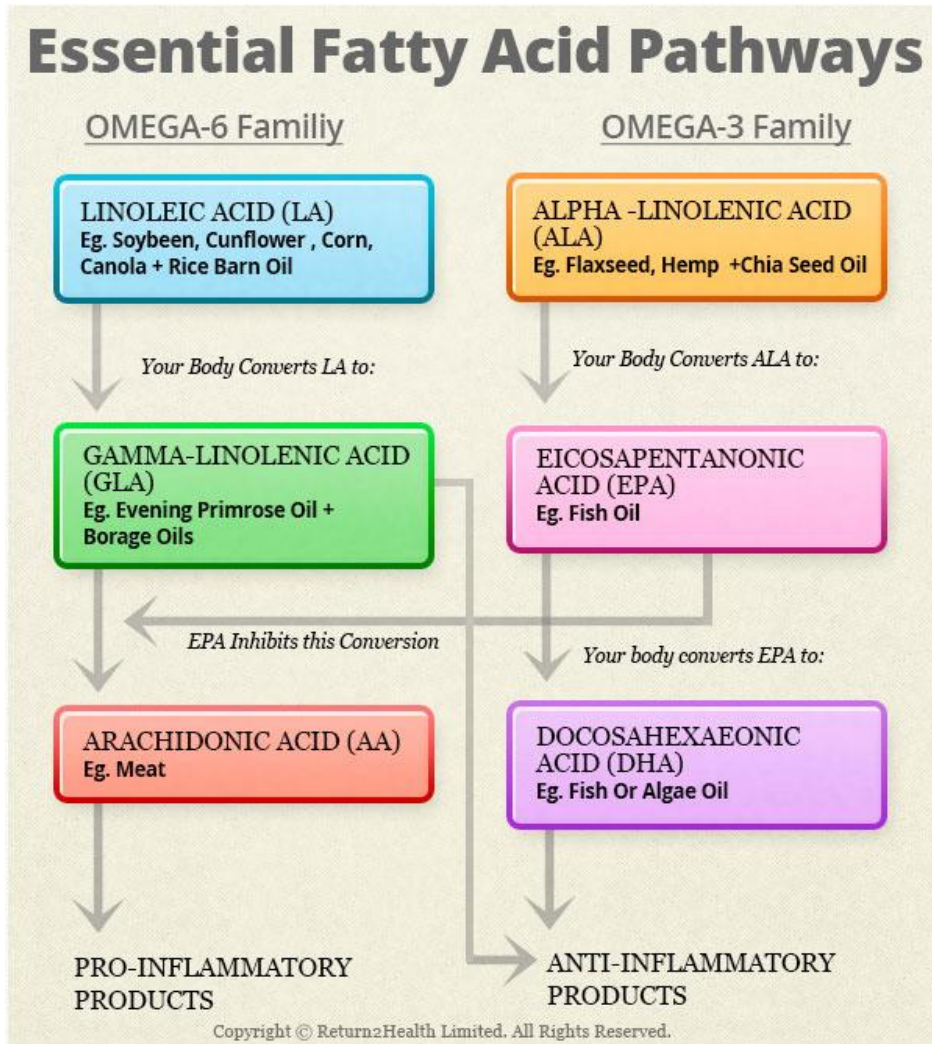 Essential Fatty Acid Pathways
OMEGA-6 Familiy
OMEGA-3 Family
LINOLEIC ACID (LA)
Eg. Soybeen, Cunflower , Corn,
Canola + Rice Barn Oil
ALPHA -LINOLENIC ACID
(ALA)
Eg. Flaxseed, Hemp +Chia Seed Oil
Your Body Converts LA to:
Your Body Converts ALA to:
GAMMA-LINOLENIC ACID
(GLA)
Eg. Evening Primrose Oil +
Borage Oils
EICOSAPENTANONIC
ACID (EPA)
Eg. Fish Oil
EPA Inhibits this Conversion
Your body converts EPA to:
ARACHIDONIC ACID (AA)
Eg. Meat
DOCOSAHEXAEONIC
ACID (DHA)
Eg. Fish Or Algae Oil
PRO-INFLAMMATORY
PRODUCTS
ANTI-INFLAMMATORY
PRODUCTS
Copyright © Return2Health Limited. All Rights Reserved.